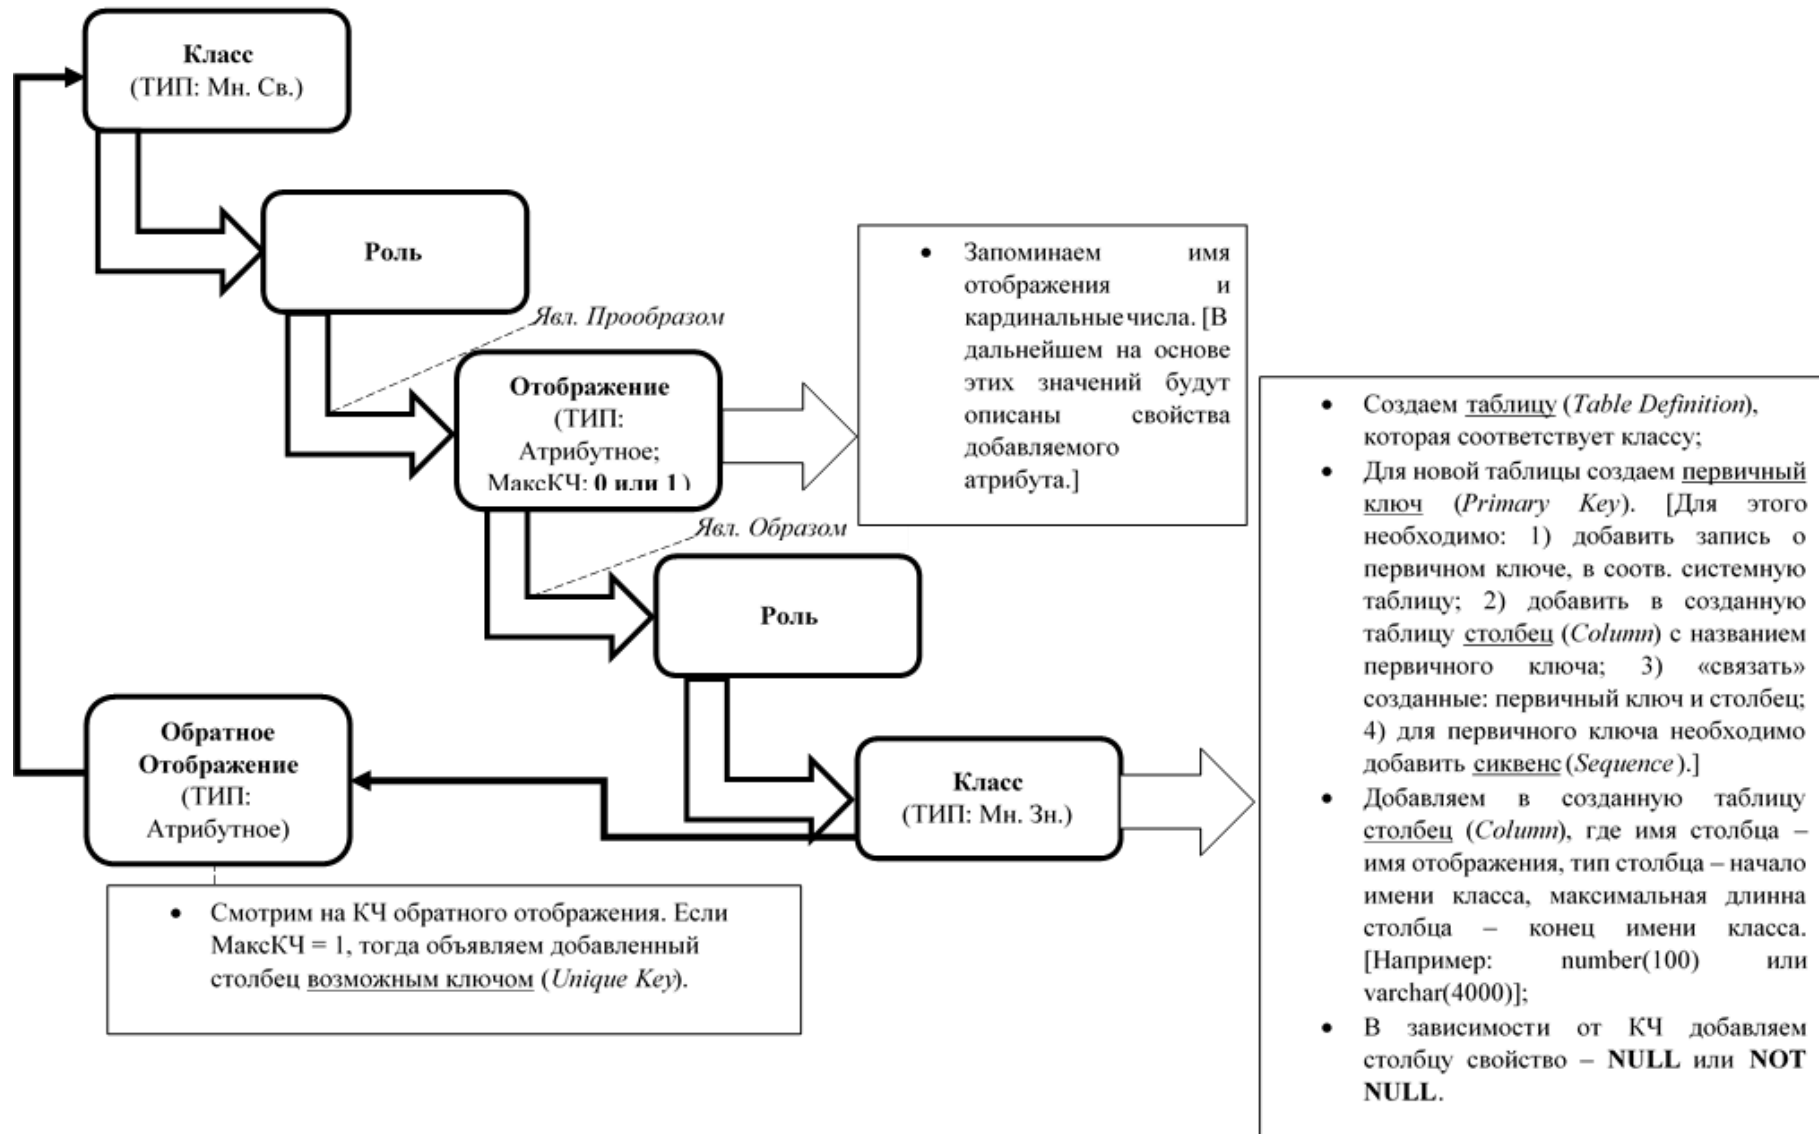 Класс
(ТИП: Мн. Св.)
Роль
Явл. Прообразом
Отображение
(ТИП:
Атрибутное;
МаксКЧ: 0 или 1)
• Запоминаем имя
отображения и
кардинальные числа. [В
дальнейшем на основе
этих значений будут
описаны свойства
добавляемого
атрибута.]
Явл. Образом
Роль
Класс
(ТИП: Мн. Зн.)
Обратное
Отображение
(ТИП:
Атрибутное)
• Смотрим на КЧ обратного отображения. Если
МаксКЧ = 1, тогда объявляем добавленный
столбец возможным ключом (Unique Key).
• Создаем таблицу (Table Definition),
которая соответствует классу;
• Для новой таблицы создаем первичный
ключ (Primary Key). [Для этого
необходимо: 1) добавить запись о
первичном ключе, в соотв. системную
таблицу; 2) добавить в созданную
таблицу столбец (Column) с названием
первичного ключа; 3) «связать»
созданные: первичный ключ и столбец;
4) для первичного ключа необходимо
добавить сиквенс (Sequence).]
• Добавляем в созданную таблицу
столбец (Column), где имя столбца –
имя отображения, тип столбца – начало
имени класса, максимальная длинна
столбца – конец имени класса.
[Например: number(100) или
varchar(4000)];
• В зависимости от КЧ добавляем
столбцу свойство – NULL или NOT
NULL.